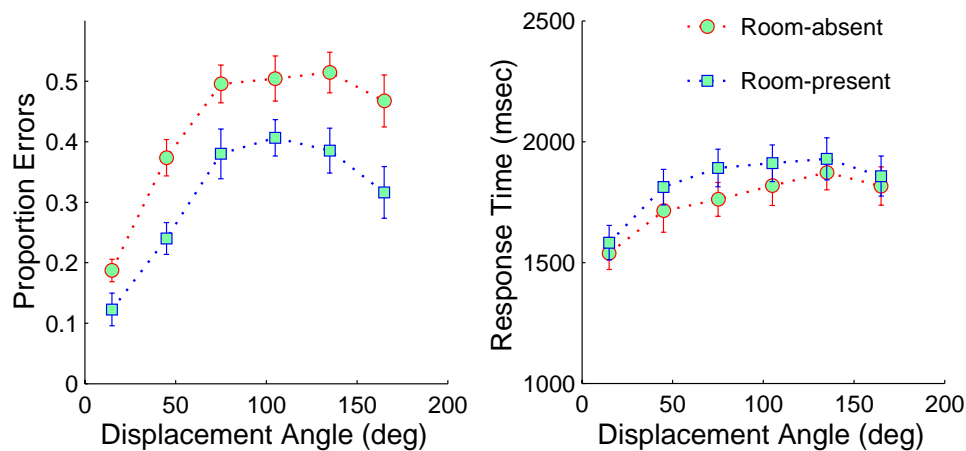 Proportion Errors
0.5
0.4
0.3
0.2
0.1
0
0 50 100 150 200
Displacement Angle (deg)
Response Time (msec)
2500
2000
1500
1000
0 50 100 150 200
Displacement Angle (deg)
Room-absent
Room-present